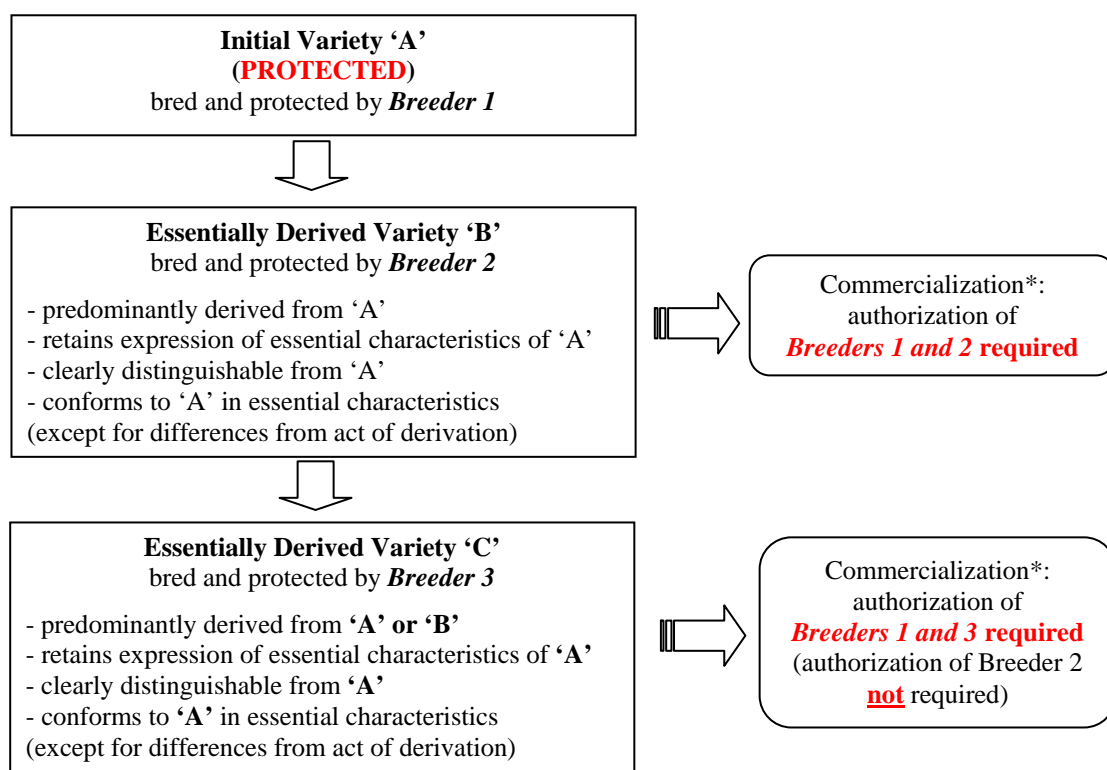 Initial Variety ‘A’
(PROTECTED)
bred and protected by Breeder 1
Essentially Derived Variety ‘B’
bred and protected by Breeder 2
- predominantly derived from ‘A’
- retains expression of essential characteristics of ‘A’
- clearly distinguishable from ‘A’
- conforms to ‘A’ in essential characteristics
(except for differences from act of derivation)
Commercialization*:
authorization of
Breeders 1 and 2 required
Essentially Derived Variety ‘C’
bred and protected by Breeder 3
- predominantly derived from ‘A’ or ‘B’
- retains expression of essential characteristics of ‘A’
- clearly distinguishable from ‘A’
- conforms to ‘A’ in essential characteristics
(except for differences from act of derivation)
Commercialization*:
authorization of
Breeders 1 and 3 required
(authorization of Breeder 2
not required)